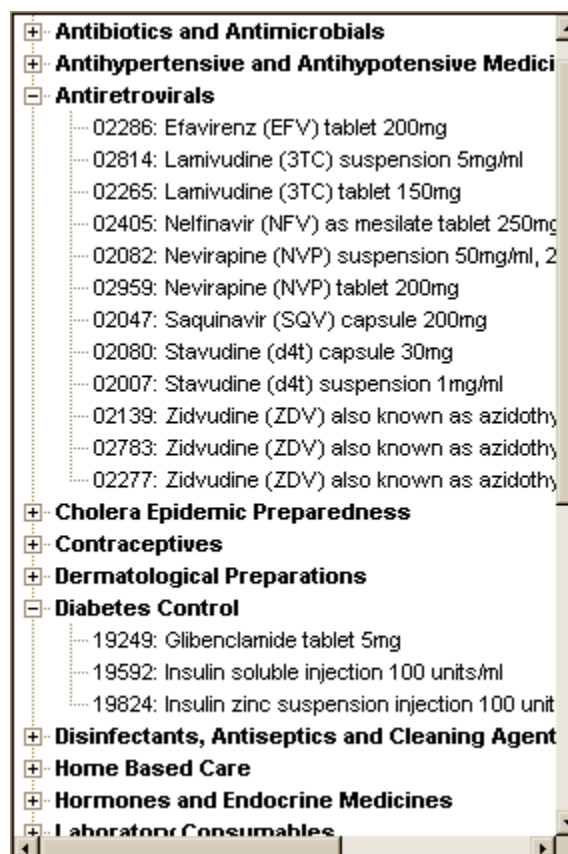 Antibiotics and Antimicrobials
Antihypertensive and Antihypotensive Medici
Antiretrovirals
02286: Efavirenz (EFV) tablet 200mg
02814: Lamivudine (3TC) suspension 5mg/ml
02265: Lamivudine (3TC) tablet 150mg
02405: Nelfinavir (NFV) as mesilate tablet 250mg
02082: Nevirapine (NVP) suspension 50mg/ml, 2
02959: Nevirapine (NVP) tablet 200mg
02047: Saquinavir (SQV) capsule 200mg
02080: Stavudine (d4t) capsule 30mg
02007: Stavudine (d4t) suspension 1mg/ml
02139: Zidvudine (ZDV) also known as azidothy
02783: Zidvudine (ZDV) also known as azidothy
02277: Zidvudine (ZDV) also known as azidothy
Cholera Epidemic Preparedness
Contraceptives
Dermatological Preparations
Diabetes Control
19249: Glibenclamide tablet 5mg
19592: Insulin soluble injection 100 units/ml
19824: Insulin zinc suspension injection 100 unit
Disinfectants, Antiseptics and Cleaning Agent
Home Based Care
Hormones and Endocrine Medicines
Laboratory Consumables